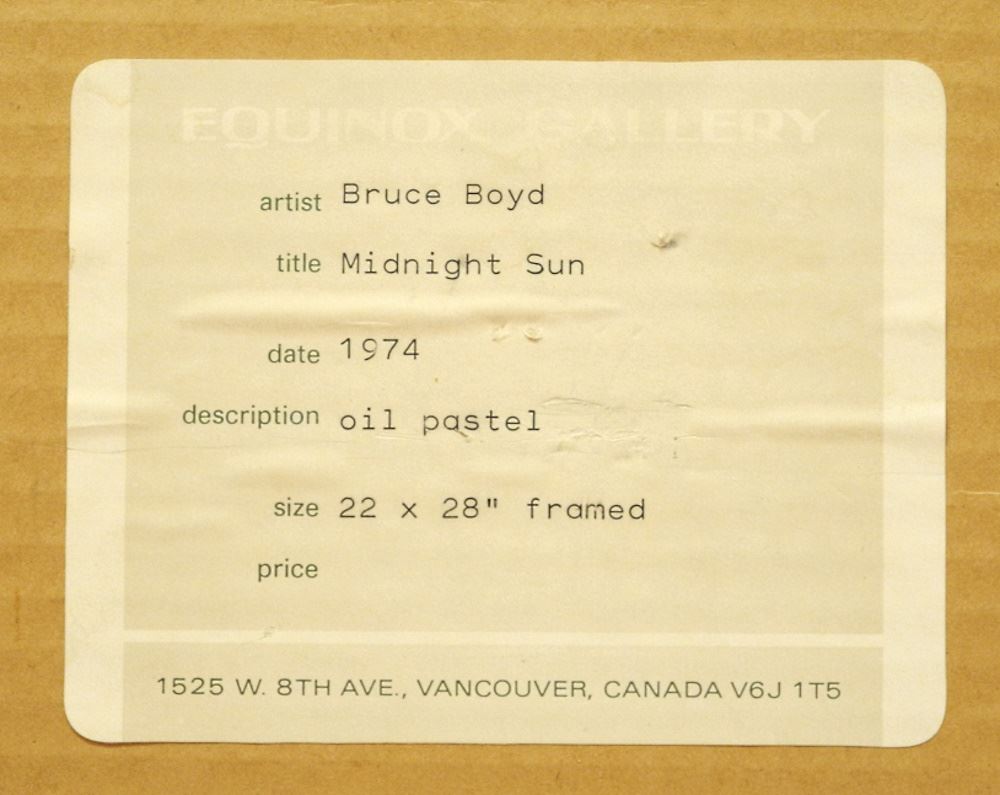 EQUINOX GALLERY
artist Bruce Boyd
title Midnight Sun
date 1974
description oil pastel
size 22 x 28" framed
price
1525 W. 8TH AVE., VANCOUVER, CANADA V6J 1T5